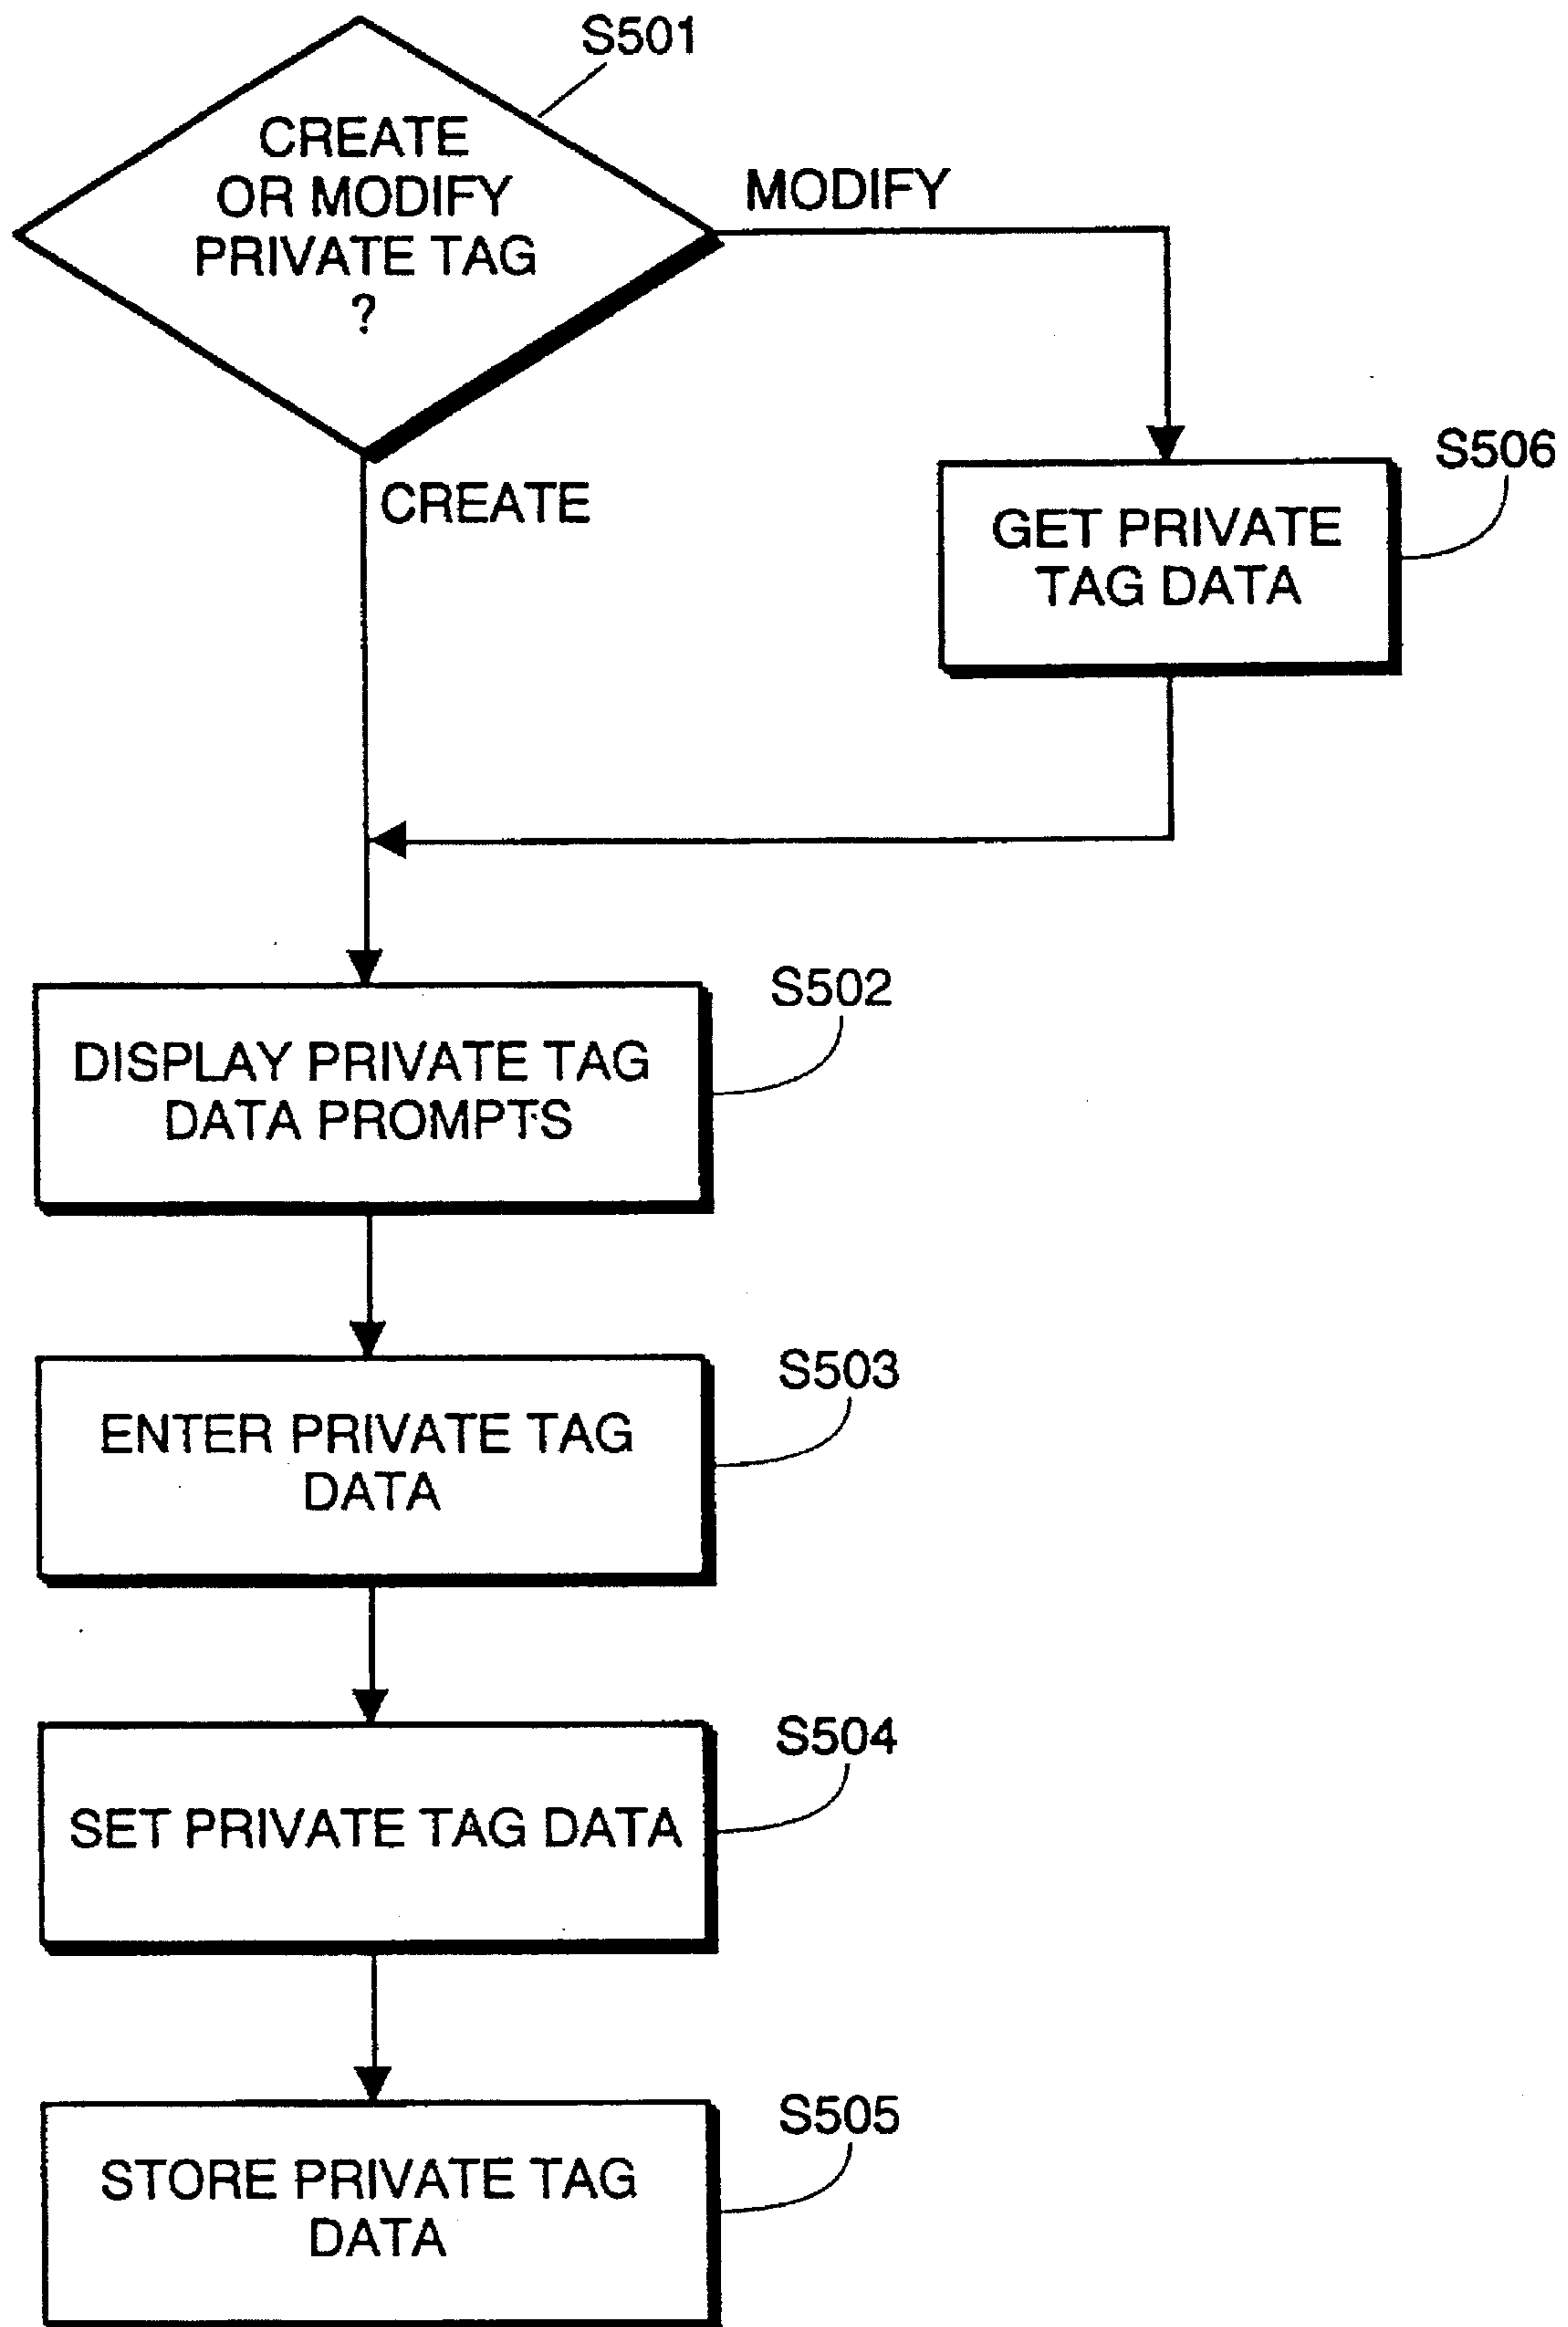 S501
CREATE
OR MODIFY
PRIVATE TAG
?
MODIFY
CREATE
S506
GET PRIVATE
TAG DATA
S502
DISPLAY PRIVATE TAG
DATA PROMPTS
S503
ENTER PRIVATE TAG
DATA
S504
SET PRIVATE TAG DATA
S505
STORE PRIVATE TAG
DATA